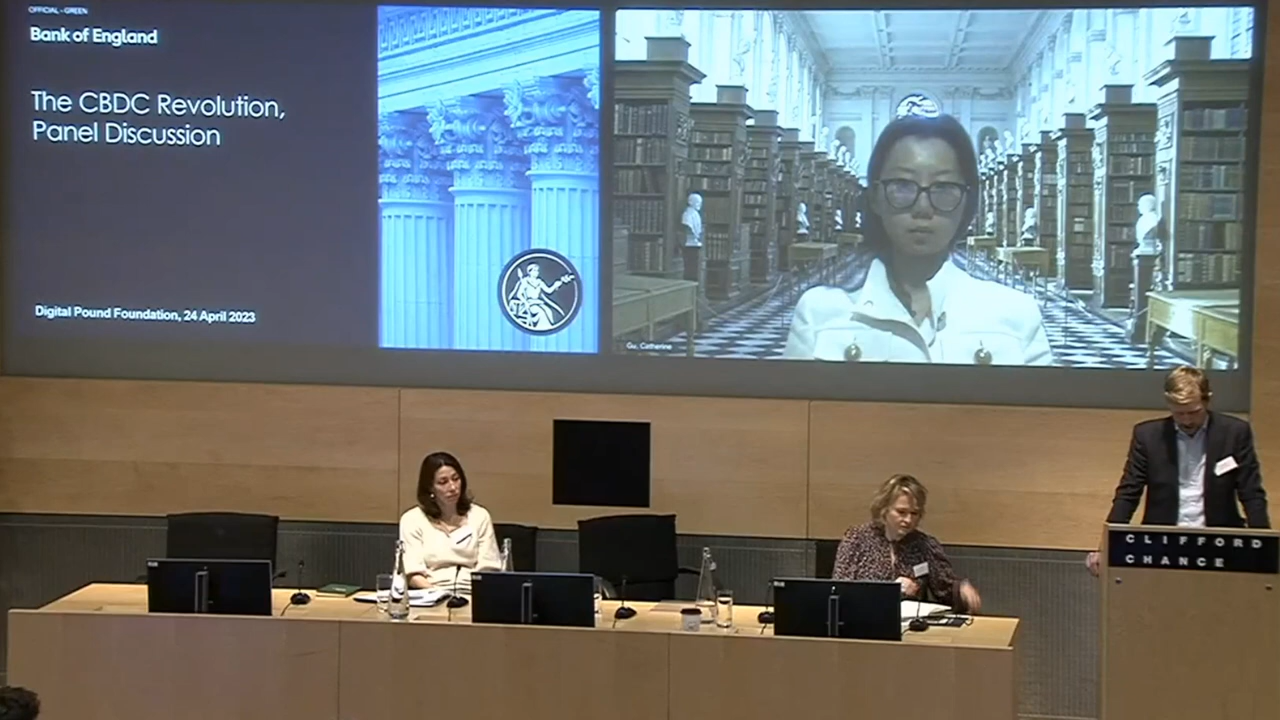 OFFICIAL - GREEN
Bank of England
The CBDC Revolution,
Panel Discussion
Digital Pound Foundation, 24 April 2023
Gu, Catherine
CLIFFORD
CHANCE